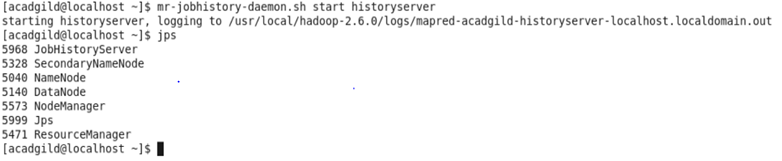 [acadgild@localhost ~]$ mr-jobhistory-daemon.sh start historyserver
starting historyserver, logging to /usr/local/hadoop-2.6.0/logs/mapred-acadgild-historyserver-localhost.localdomain.out
[acadgild@localhost ~]$ jps
5968 JobHistoryServer
5328 SecondaryNameNode
5040 NameNode
5140 DataNode
5573 NodeManager
5999 Jps
5471 ResourceManager
[acadgild@localhost ~]$